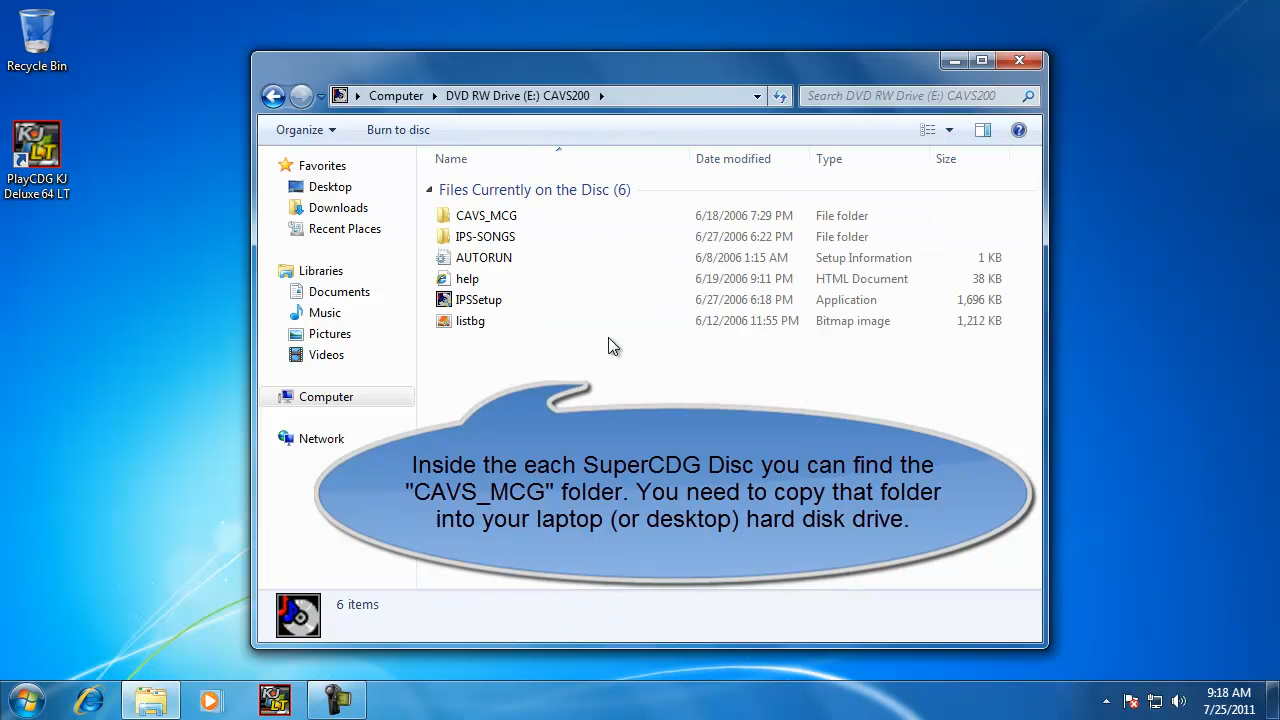 Recycle Bin
KJ
LT
PlayCDG KJ
Deluxe 64 LT
Computer
DVD RW Drive (E:) CAVS200
Search DVD RW Drive (E:) CAVS200
Organize
Burn to disc
Name
Date modified
Type
Size
Files Currently on the Disc (6)
CAVS_MCG 6/18/2006 7:29 PM File folder
IPS-SONGS 6/27/2006 6:22 PM File folder
AUTORUN 6/8/2006 1:15 AM Setup Information 1 KB
help 6/19/2006 9:11 PM HTML Document 38 KB
IPSSetup 6/27/2006 6:18 PM Application 1,696 KB
listbg 6/12/2006 11:55 PM Bitmap image 1,212 KB
Favorites
Desktop
Downloads
Recent Places
Libraries
Documents
Music
Pictures
Videos
Computer
Network
Inside the each SuperCDG Disc you can find the
"CAVS_MCG" folder. You need to copy that folder
into your laptop (or desktop) hard disk drive.
6 items
KJ
LT
9:18 AM
7/25/2011